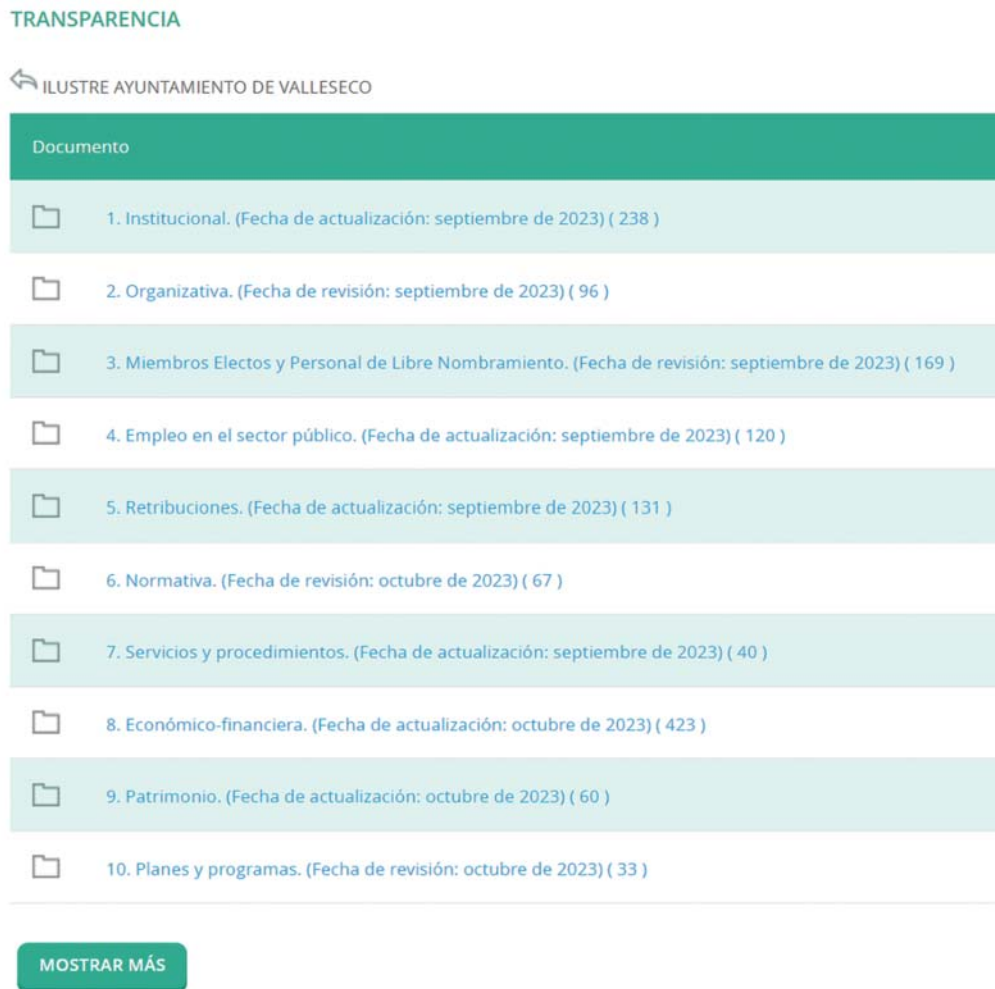 TRANSPARENCIA
ILUSTRE AYUNTAMIENTO DE VALLESECO
Documento
1. Institucional. (Fecha de actualización: septiembre de 2023) ( 238 )
2. Organizativa. (Fecha de revisión: septiembre de 2023) ( 96 )
3. Miembros Electos y Personal de Libre Nombramiento. (Fecha de revisión: septiembre de 2023) ( 169 )
4. Empleo en el sector público. (Fecha de actualización: septiembre de 2023) ( 120 )
5. Retribuciones. (Fecha de actualización: septiembre de 2023) ( 131 )
6. Normativa. (Fecha de revisión: octubre de 2023) ( 67 )
7. Servicios y procedimientos. (Fecha de actualización: septiembre de 2023) ( 40 )
8. Económico-financiera. (Fecha de actualización: octubre de 2023) ( 423 )
9. Patrimonio. (Fecha de actualización: octubre de 2023) ( 60 )
10. Planes y programas. (Fecha de revisión: octubre de 2023) ( 33 )
MOSTRAR MÁS